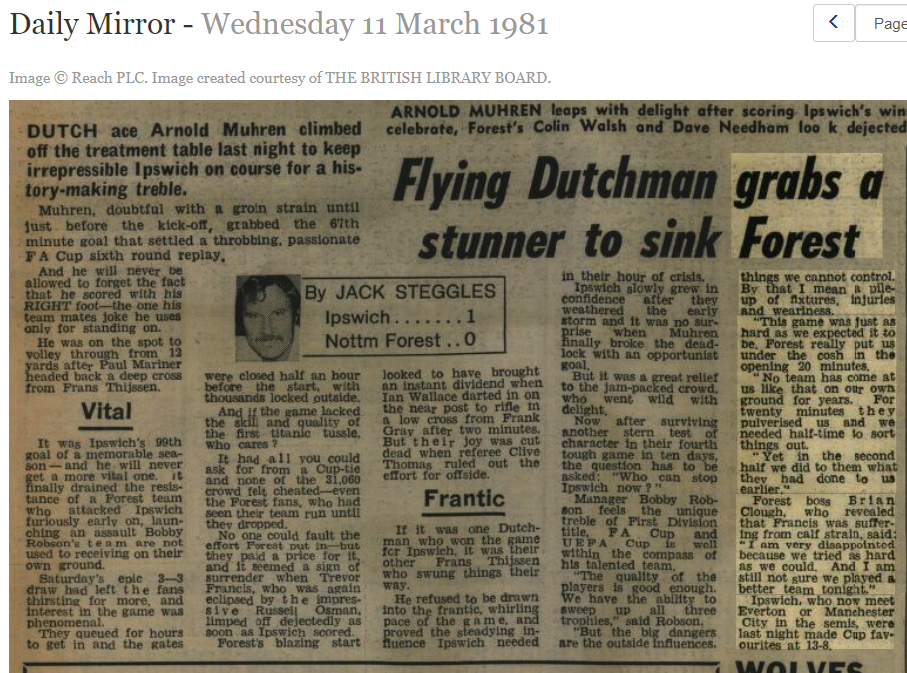 Daily Mirror - Wednesday 11 March 1981
Page
Image © Reach PLC. Image created courtesy of THE BRITISH LIBRARY BOARD.
ARNOLD MUHREN leaps with delight after scoring Ipswich's win
celebrate, Forest's Colin Walsh and Dave Needham loo k dejected
Flying Dutchman grabs a
stunner to sink Forest
DUTCH ace Arnold Muhren climbed
off the treatment table last night to keep
irrepressible Ipswich on course for a his-
tory-making treble.
Muhren, doubtful with a groin strain until
just before the kick-off, grabbed the 67th
minute goal that settled a throbbing, passionate
F A Cup sixth round replay.
And he will never be
allowed to forget the fact
that he scored with his
RIGHT foot—the one his
team mates joke he uses
only for standing on.
He was on the spot to
volley through from 12
yards after Paul Mariner
headed back a deep cross
from Frans Thijssen.
Vital
It was Ipswich's 99th
goal of a memorable sea-
son—and he will never
get a more vital one. It
finally drained the resis-
tance of a Forest team
who attacked Ipswich
furiously early on, laun-
ching an assault Bobby
Robson's team are not
used to receiving on their
own ground.
Saturday's epic 3—3
draw had left the fans
thirsting for more, and
interest in the game was
phenomenal.
They queued for hours
to get in and the gates
By JACK STEGGLES
Ipswich.......1
Nottm Forest..0
were closed half an hour
before the start, with
thousands locked outside.
And if the game lacked
the skill and quality of
the first titanic tussle,
who cares?
It had all you could
ask for from a Cup-tie
and none of the 31,060
crowd felt cheated—even
the Forest fans, who had
seen their team run until
they dropped.
No one could fault the
effort Forest put in—but
they paid a price for it,
and it seemed a sign of
surrender when Trevor
Francis, who was again
eclipsed by the impres-
sive Russell Osman,
limped off dejectedly as
soon as Ipswich scored.
Forest's blazing start
looked to have brought
an instant dividend when
Ian Wallace darted in on
the near post to rifle in
a low cross from Frank
Gray after two minutes.
But their joy was cut
dead when referee Clive
Thomas ruled out the
effort for offside.
Frantic
If it was one Dutch-
man who won the game
for Ipswich, it was their
other Frans Thijssen
who swung things their
way.
He refused to be drawn
into the frantic, whirling
pace of the game, and
proved the steadying in-
fluence Ipswich needed
in their hour of crisis.
Ipswich slowly grew in
confidence after they
weathered the early
storm and it was no sur-
prise when Muhren
finally broke the dead-
lock with an opportunist
goal.
But it was a great relief
to the jam-packed crowd,
who went wild with
delight.
Now after surviving
another stern test of
character in their fourth
tough game in ten days,
the question has to be
asked: "Who can stop
Ipswich now?"
Manager Bobby Rob-
son feels the unique
treble of First Division
title, FA Cup and
UEFA Cup is well
within the compass of
his talented team.
"The quality of the
players is good enough.
We have the ability to
sweep up all three
trophies," said Robson.
"But the big dangers
are the outside influences,
things we cannot control.
By that I mean a pile-
up of fixtures, injuries
and weariness.
"This game was just as
hard as we expected it to
be. Forest really put us
under the cosh in the
opening 20 minutes.
"No team has come at
us like that on our own
ground for years. For
twenty minutes they
pulverised us and we
needed half-time to sort
things out.
"Yet in the second
half we did to them what
they had done to us
earlier."
Forest boss Brian
Clough, who revealed
that Francis was suffer-
ing from calf strain, said:
"I am very disappointed
because we tried as hard
as we could. And I am
still not sure we played a
better team tonight."
Ipswich, who now meet
Everton or Manchester
City in the semis, were
last night made Cup fav-
ourites at 13-8.
WOLVES